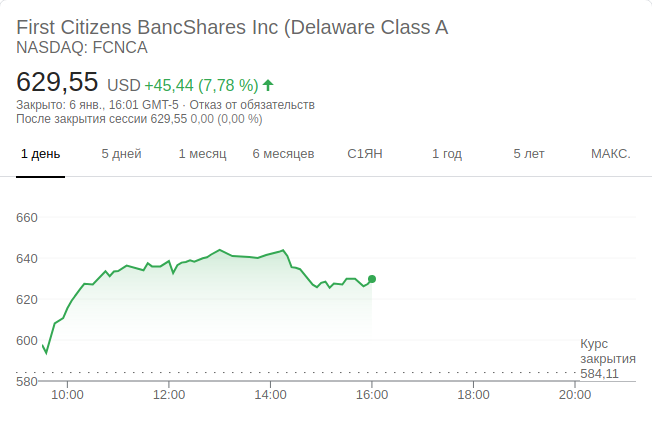 First Citizens BancShares Inc (Delaware Class A
NASDAQ: FCNCA
629,55 USD +45,44 (7,78 %)
Закрыто: 6 янв., 16:01 GMT-5 · Отказ от обязательств
После закрытия сессии 629,55 0,00 (0,00 %)
1 день 5 дней 1 месяц 6 месяцев С1ЯН 1 год 5 лет МАКС.
660
640
620
600
Курс
закрытия
584,11
580
10:00 12:00 14:00 16:00 18:00 20:00